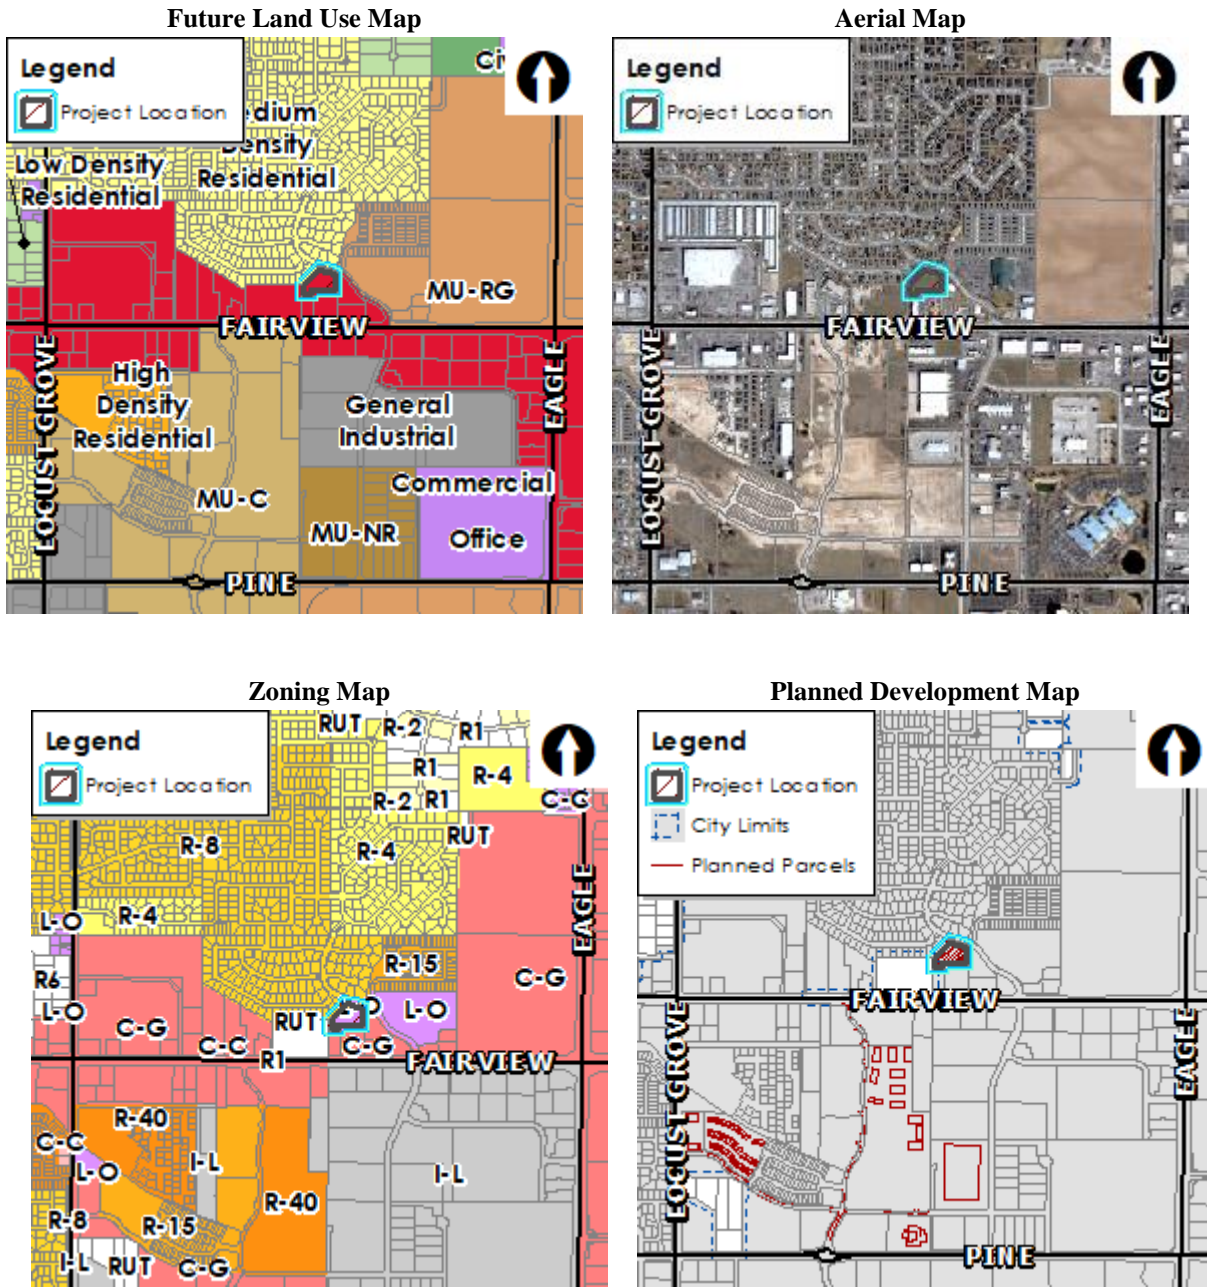 Future Land Use Map
Legend
Project Location
Medium
Density
Residential
Low Density
Residential
MU-RG
FAIRVIEW
High
Density
Residential
General
Industrial
LOCUST GROVE
EAGLE
MU-C
Commercial
MU-NR
Office
PINE
Aerial Map
Legend
Project Location
FAIRVIEW
LOCUST GROVE
EAGLE
PINE
Zoning Map
Legend
Project Location
RUT
R-2
R1
R1
R-4
R-2
R1
C-C
RUT
R-8
R-4
R-4
L-O
EAGLE
R-15
R6
C-G
L-O
L-O
RUT
C-G
C-C
C-G
R1
FAIRVIEW
R-40
C-C
I-L
L-O
I-L
R-40
R-8
R-15
I-L
RUT
C-G
Planned Development Map
Legend
Project Location
City Limits
Planned Parcels
FAIRVIEW
LOCUST GROVE
EAGLE
PINE